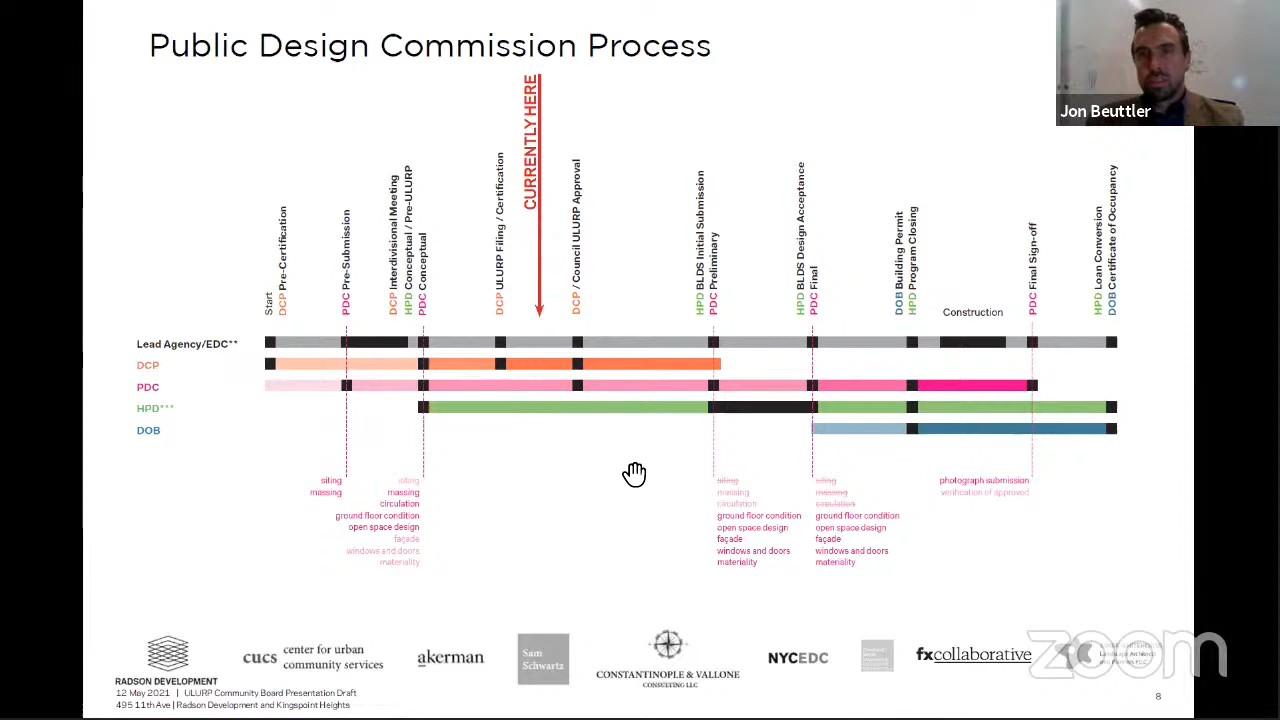 Public Design Commission Process
Jon Beuttler
CURRENTLY HERE
Start
DCP Pre-Certification
PDC Pre-Submission
DCP Interdivisional Meeting
HPD Conceptual / Pre-ULURP
PDC Conceptual
DCP ULURP Filing / Certification
DCP / Council ULURP Approval
HPD BLDS Initial Submission
PDC Preliminary
HPD BLDS Design Acceptance
PDC Final
DOB Building Permit
HPD Program Closing
Construction
PDC Final Sign-off
HPD Loan Conversion
DOB Certificate of Occupancy
Lead Agency/EDC**
DCP
PDC
HPD***
DOB
siting
massing
siting
massing
circulation
ground floor condition
open space design
façade
windows and doors
materiality
siting
massing
circulation
ground floor condition
open space design
façade
windows and doors
materiality
siting
massing
circulation
ground floor condition
open space design
façade
windows and doors
materiality
photograph submission
verification of approved
RADSON DEVELOPMENT
cucs center for urban
community services
akerman
Sam
Schwartz
CONSTANTINOPLE & VALLONE
CONSULTING LLC
NYCEDC
fxcollaborative
zoom
12 May 2021 | ULURP Community Board Presentation Draft
495 11th Ave | Radson Development and Kingspoint Heights
8